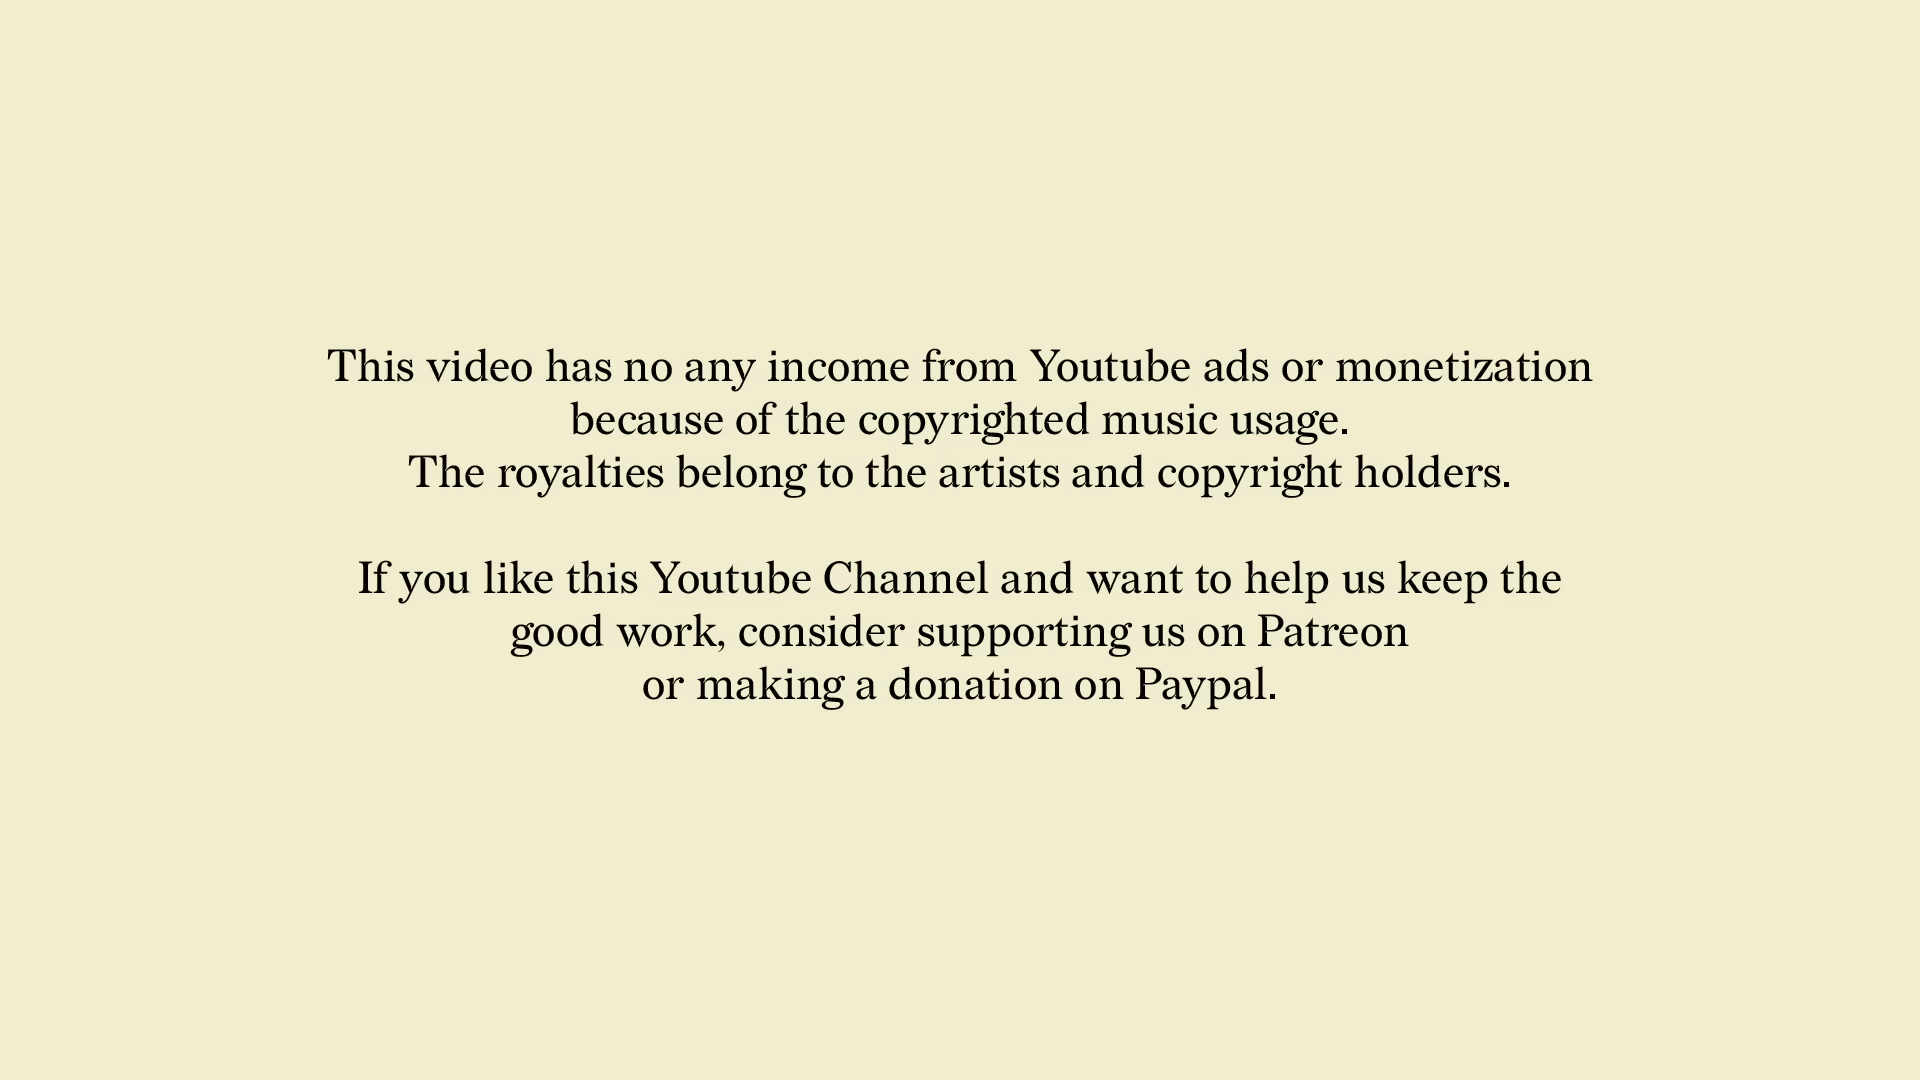 This video has no any income from Youtube ads or monetization
because of the copyrighted music usage.
The royalties belong to the artists and copyright holders.
If you like this Youtube Channel and want to help us keep the
good work, consider supporting us on Patreon
or making a donation on Paypal.